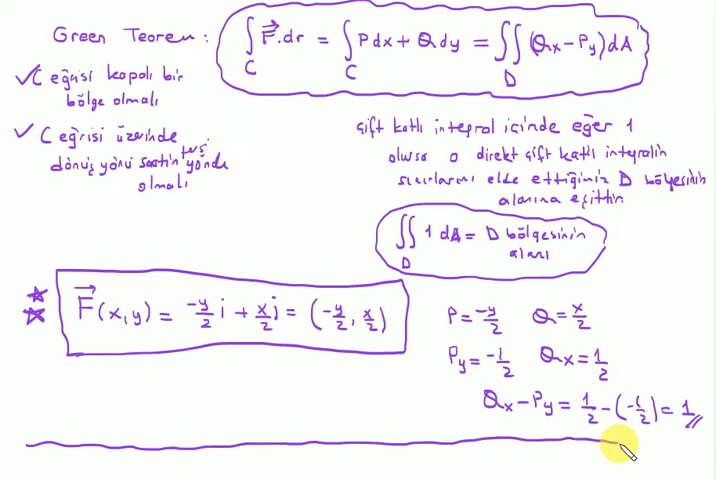 Green Teorem : ∫_C F⃗.dr = ∫_C Pdx + Qdy = ∬_D (Qx - Py)dA
✓ C eğrisi kapalı bir
bölge olmalı
✓ C eğrisi üzerinde
dönüş yönü saatin ters yönde
olmalı
çift katlı integral içinde eğer 1
olursa o direkt çift katlı integralin
sınırlarını elde ettiğimiz D bölgesinin
alanına eşittir.
∬_D 1 dA = D bölgesinin
alanı
F⃗(x,y) = -y/2 i + x/2 j = (-y/2, x/2)
P = -y/2 Q = x/2
Py = -1/2 Qx = 1/2
Qx - Py = 1/2 - (-1/2) = 1